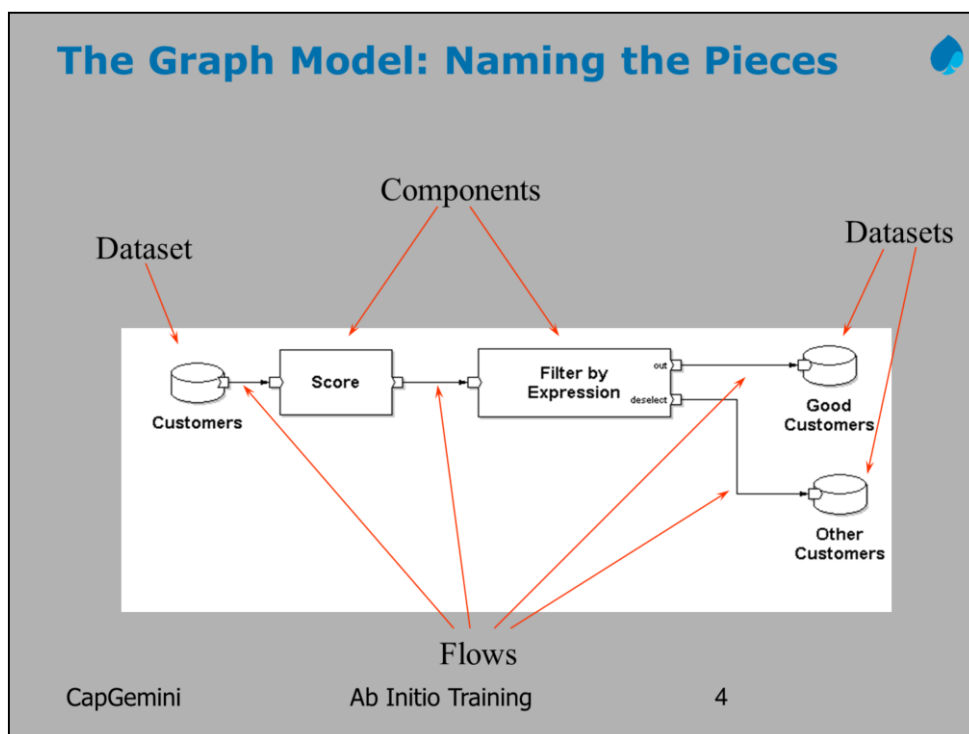 The Graph Model: Naming the Pieces
Components
Dataset
Datasets
Customers
Score
Filter by
Expression
out
deselect
Good
Customers
Other
Customers
Flows
CapGemini Ab Initio Training 4